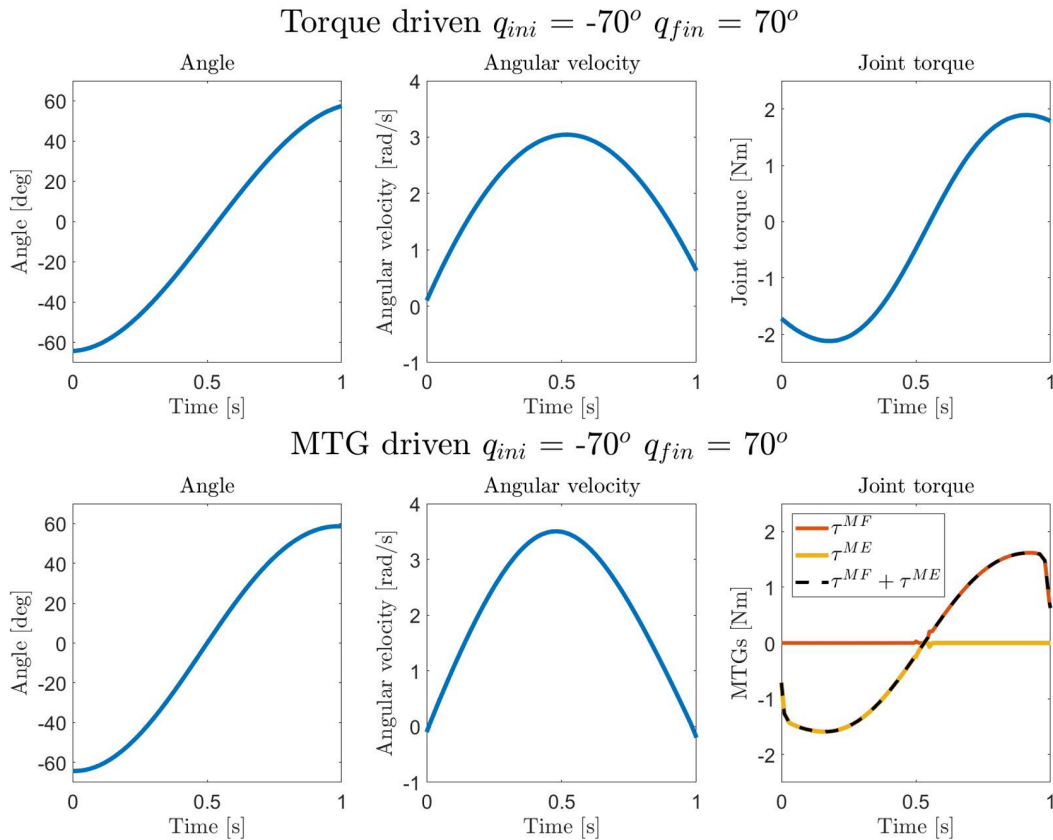 Torque driven q_ini = -70° q_fin = 70°
Angle
Angular velocity
Joint torque
60
40
20
0
-20
-40
-60
Angle [deg]
0
0.5
1
Time [s]
4
3
2
1
0
-1
Angular velocity [rad/s]
0
0.5
1
Time [s]
2
1
0
-1
-2
Joint torque [Nm]
0
0.5
1
Time [s]
MTG driven q_ini = -70° q_fin = 70°
Angle
Angular velocity
Joint torque
60
40
20
0
-20
-40
-60
Angle [deg]
0
0.5
1
Time [s]
4
3
2
1
0
-1
Angular velocity [rad/s]
0
0.5
1
Time [s]
2
1
0
-1
-2
MTGs [Nm]
τ^MF
τ^ME
τ^MF + τ^ME
0
0.5
1
Time [s]